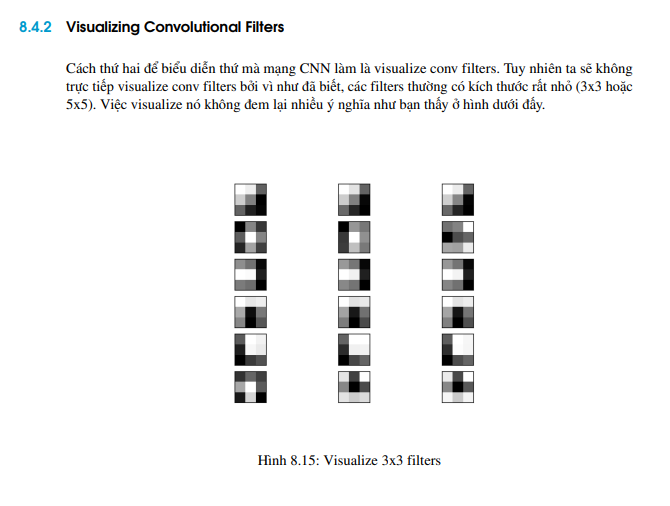 8.4.2 Visualizing Convolutional Filters
Cách thứ hai để biểu diễn thứ mà mạng CNN làm là visualize conv filters. Tuy nhiên ta sẽ không
trực tiếp visualize conv filters bởi vì như đã biết, các filters thường có kích thước rất nhỏ (3x3 hoặc
5x5). Việc visualize nó không đem lại nhiều ý nghĩa như bạn thấy ở hình dưới đấy.
Hình 8.15: Visualize 3x3 filters